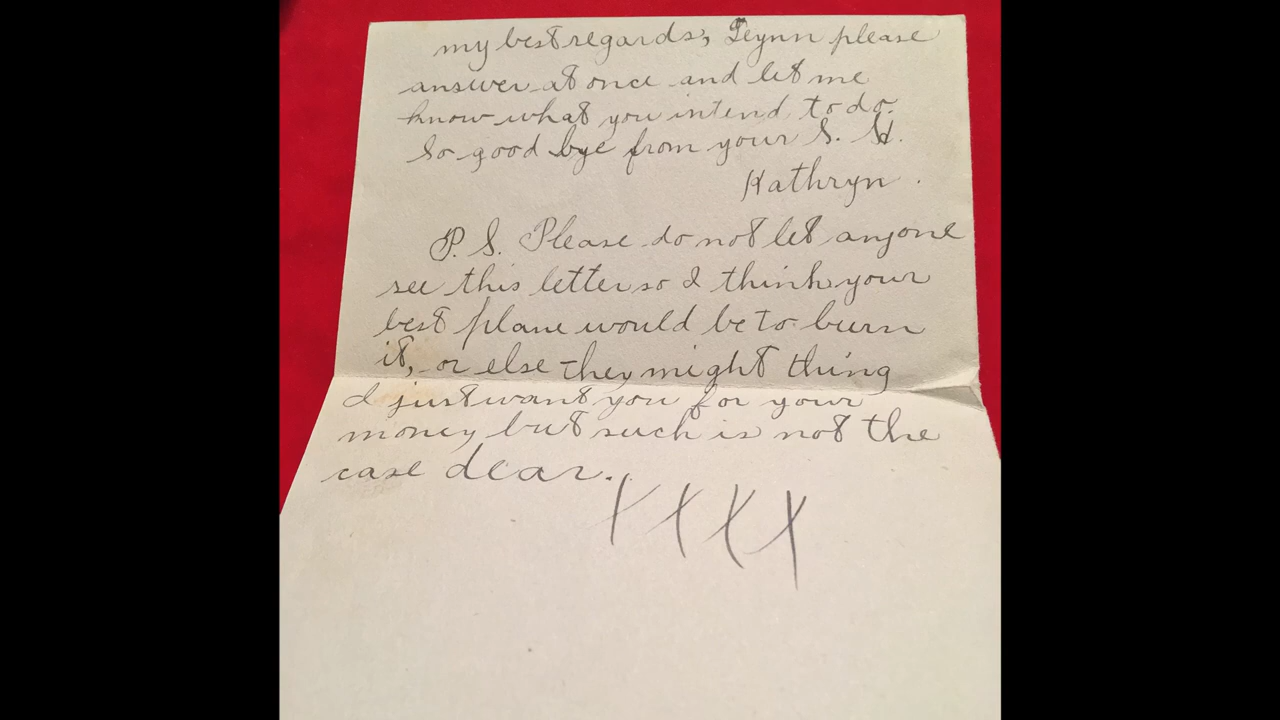 my best regards, Leynn please
answer at once and let me
know what you intend to do.
So good bye from your S. H.
Kathryn.
P. S. Please do not let anyone
see this letter so I think your
best plane would be to burn
it, or else they might thing
I just want you for your
money but such is not the
case dear.
XXXX